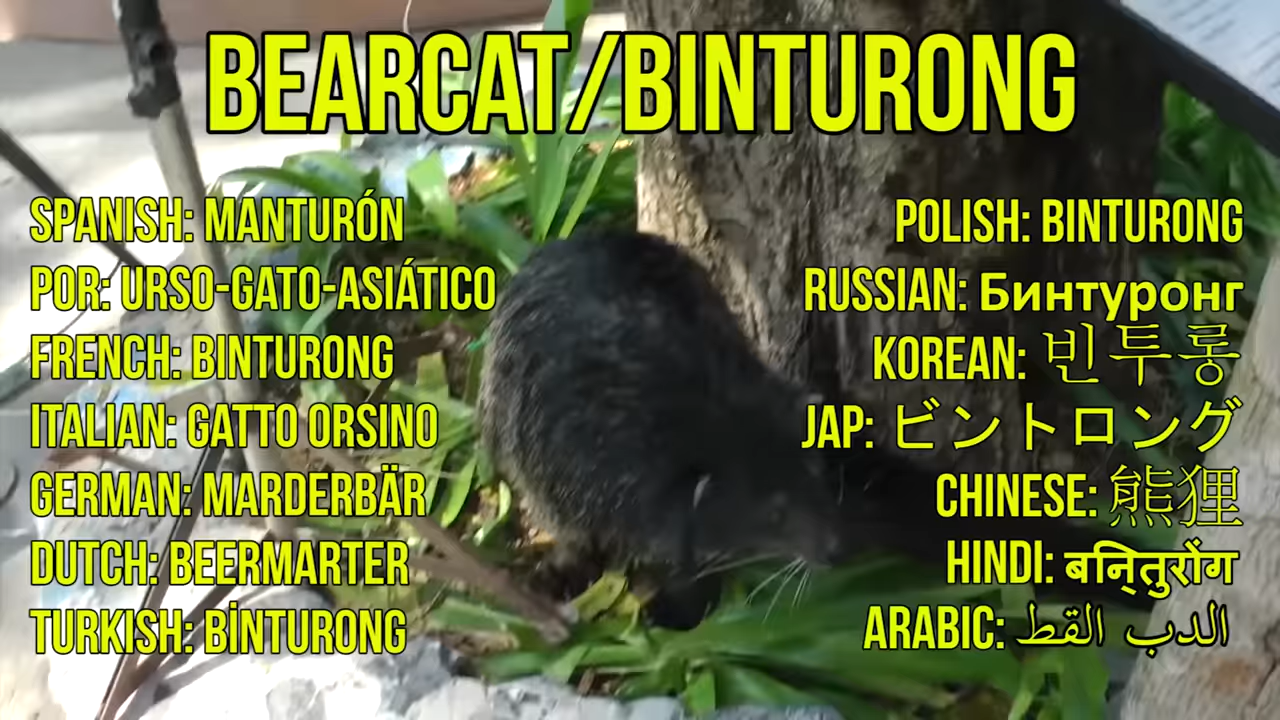 BEARCAT/BINTURONG
SPANISH: MANTURÓN
POR: URSO-GATO-ASIÁTICO
FRENCH: BINTURONG
ITALIAN: GATTO ORSINO
GERMAN: MARDERBÄR
DUTCH: BEERMARTER
TURKISH: BİNTURONG
POLISH: BINTURONG
RUSSIAN: Бинтуронг
KOREAN: 빈투롱
JAP: ビントロング
CHINESE: 熊狸
HINDI: बिन्तुरोंग
ARABIC: الدب القط